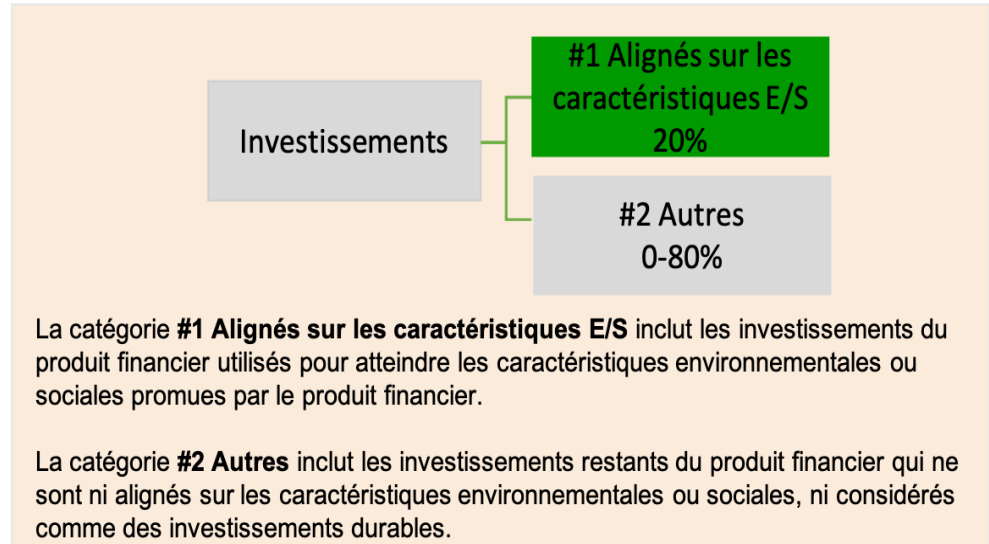 #1 Alignés sur les
caractéristiques E/S
20%
Investissements
#2 Autres
0-80%
La catégorie #1 Alignés sur les caractéristiques E/S inclut les investissements du
produit financier utilisés pour atteindre les caractéristiques environnementales ou
sociales promues par le produit financier.
La catégorie #2 Autres inclut les investissements restants du produit financier qui ne
sont ni alignés sur les caractéristiques environnementales ou sociales, ni considérés
comme des investissements durables.